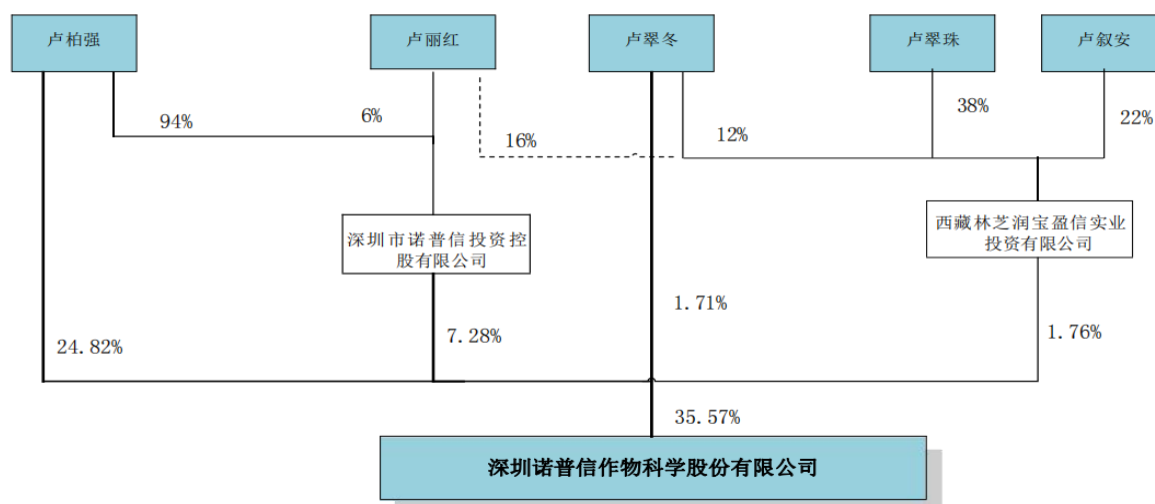 卢柏强
卢丽红
卢翠冬
卢翠珠
卢叙安
94%
6%
16%
12%
38%
22%
深圳市诺普信投资控
股有限公司
西藏林芝润宝盈信实业
投资有限公司
24.82%
7.28%
1.71%
1.76%
35.57%
深圳诺普信作物科学股份有限公司